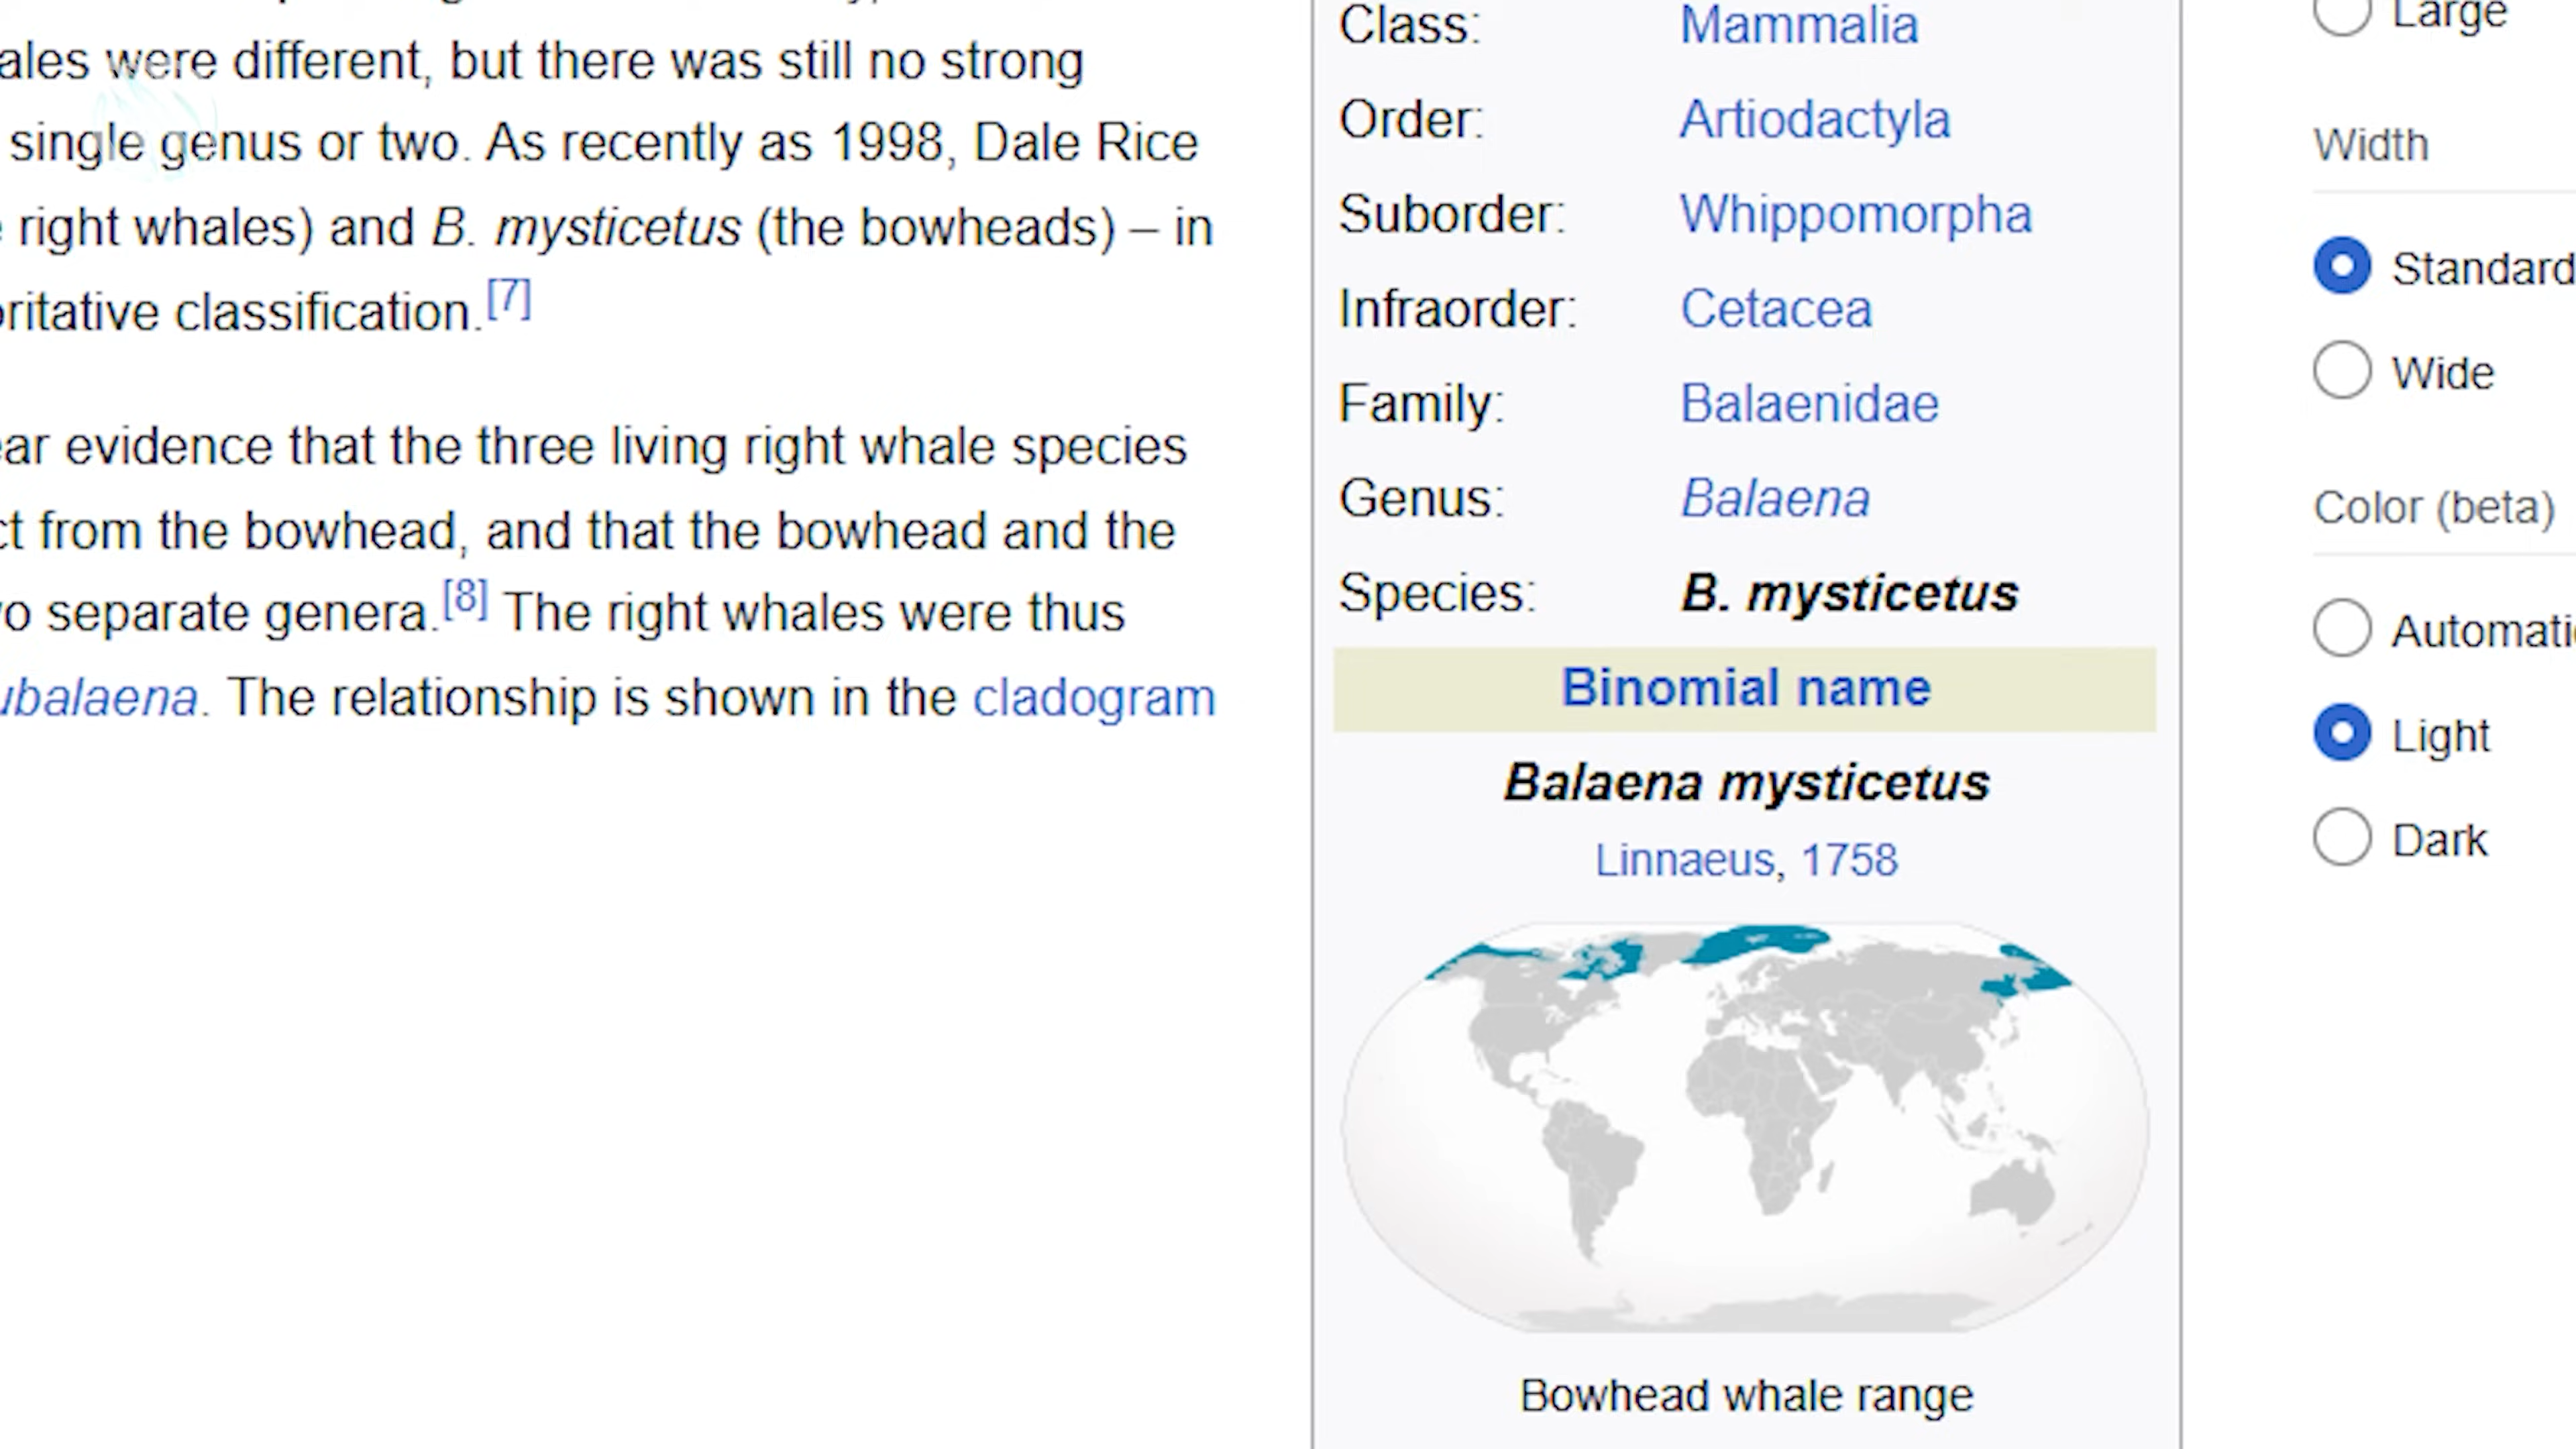 were different, but there was still no strong
single genus or two. As recently as 1998, Dale Rice
right whales) and B. mysticetus (the bowheads) – in
classification.[7]
evidence that the three living right whale species
from the bowhead, and that the bowhead and the
separate genera.[8] The right whales were thus
ubalaena. The relationship is shown in the cladogram
Class: Mammalia
Order: Artiodactyla
Suborder: Whippomorpha
Infraorder: Cetacea
Family: Balaenidae
Genus: Balaena
Species: B. mysticetus
Binomial name
Balaena mysticetus
Linnaeus, 1758
Bowhead whale range
Large
Width
Standard
Wide
Color (beta)
Automati
Light
Dark